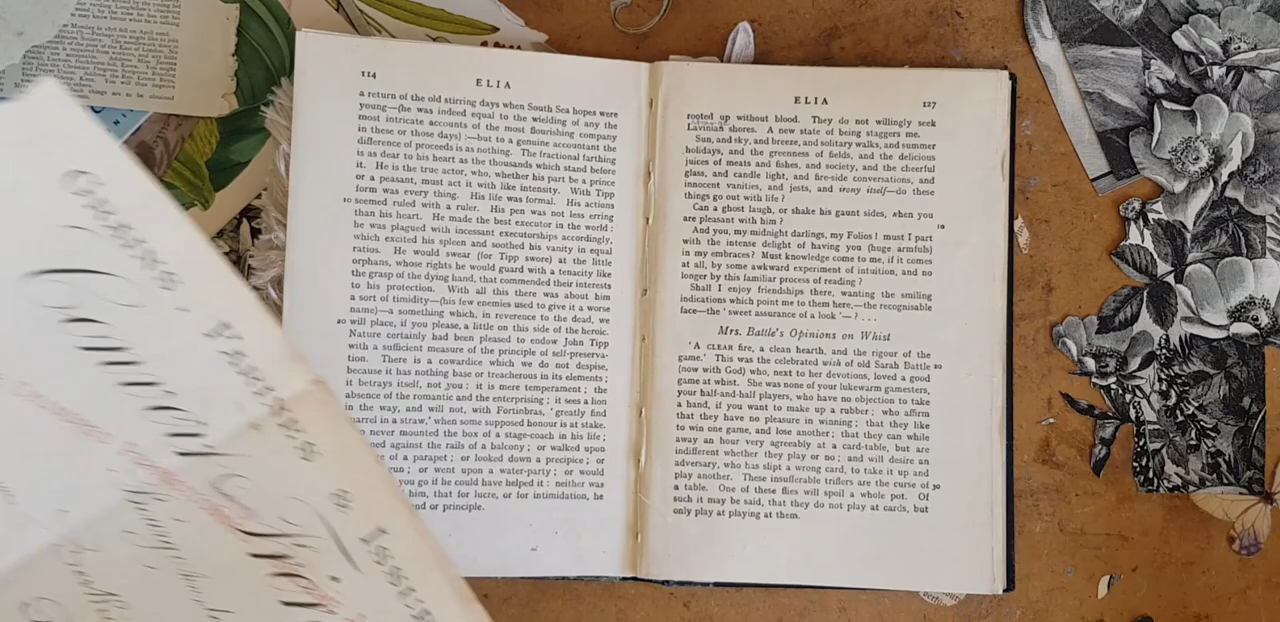 114
ELIA
a return of the old stirring days when South Sea hopes were
young—(he was indeed equal to the wielding of any the
most intricate accounts of the most flourishing company
in these or those days) :—but to a genuine accountant the
difference of proceeds is as nothing. The fractional farthing
is as dear to his heart as the thousands which stand before
it. He is the true actor, who, whether his part be a prince
or a peasant, must act it with like intensity. With Tipp
form was every thing. His life was formal. His actions
10 seemed ruled with a ruler. His pen was not less erring
than his heart. He made the best executor in the world :
he was plagued with incessant executorships accordingly,
which excited his spleen and soothed his vanity in equal
ratios. He would swear (for Tipp swore) at the little
orphans, whose rights he would guard with a tenacity like
the grasp of the dying hand, that commended their interests
to his protection. With all this there was about him
a sort of timidity—(his few enemies used to give it a worse
name)—a something which, in reverence to the dead, we
20 will place, if you please, a little on this side of the heroic.
Nature certainly had been pleased to endow John Tipp
with a sufficient measure of the principle of self-preserva-
tion. There is a cowardice which we do not despise,
because it has nothing base or treacherous in its elements ;
it betrays itself, not you : it is mere temperament ; the
absence of the romantic and the enterprising ; it sees a lion
in the way, and will not, with Fortinbras, ' greatly find
quarrel in a straw,' when some supposed honour is at stake.
never mounted the box of a stage-coach in his life ;
against the rails of a balcony ; or walked upon
of a parapet ; or looked down a precipice ; or
gun ; or went upon a water-party ; or would
you go if he could have helped it : neither was
him, that for lucre, or for intimidation, he
or principle.
ELIA
127
rooted up without blood. They do not willingly seek
Lavinian shores. A new state of being staggers me.
Sun, and sky, and breeze, and solitary walks, and summer
holidays, and the greenness of fields, and the delicious
juices of meats and fishes, and society, and the cheerful
glass, and candle light, and fire-side conversations, and
innocent vanities, and jests, and irony itself—do these
things go out with life ?
Can a ghost laugh, or shake his gaunt sides, when you
are pleasant with him ? 10
And you, my midnight darlings, my Folios ! must I part
with the intense delight of having you (huge armfuls)
in my embraces? Must knowledge come to me, if it comes
at all, by some awkward experiment of intuition, and no
longer by this familiar process of reading ?
Shall I enjoy friendships there, wanting the smiling
indications which point me to them here,—the recognisable
face—the ' sweet assurance of a look '— ? . . .
Mrs. Battle's Opinions on Whist
' A CLEAR fire, a clean hearth, and the rigour of the
game.' This was the celebrated wish of old Sarah Battle 20
(now with God) who, next to her devotions, loved a good
game at whist. She was none of your lukewarm gamesters,
your half-and-half players, who have no objection to take
a hand, if you want to make up a rubber ; who affirm
that they have no pleasure in winning ; that they like
to win one game, and lose another ; that they can while
away an hour very agreeably at a card-table, but are
indifferent whether they play or no ; and will desire an
adversary, who has slipt a wrong card, to take it up and
play another. These insufferable triflers are the curse of 30
a table. One of these flies will spoil a whole pot. Of
such it may be said, that they do not play at cards, but
only play at playing at them.